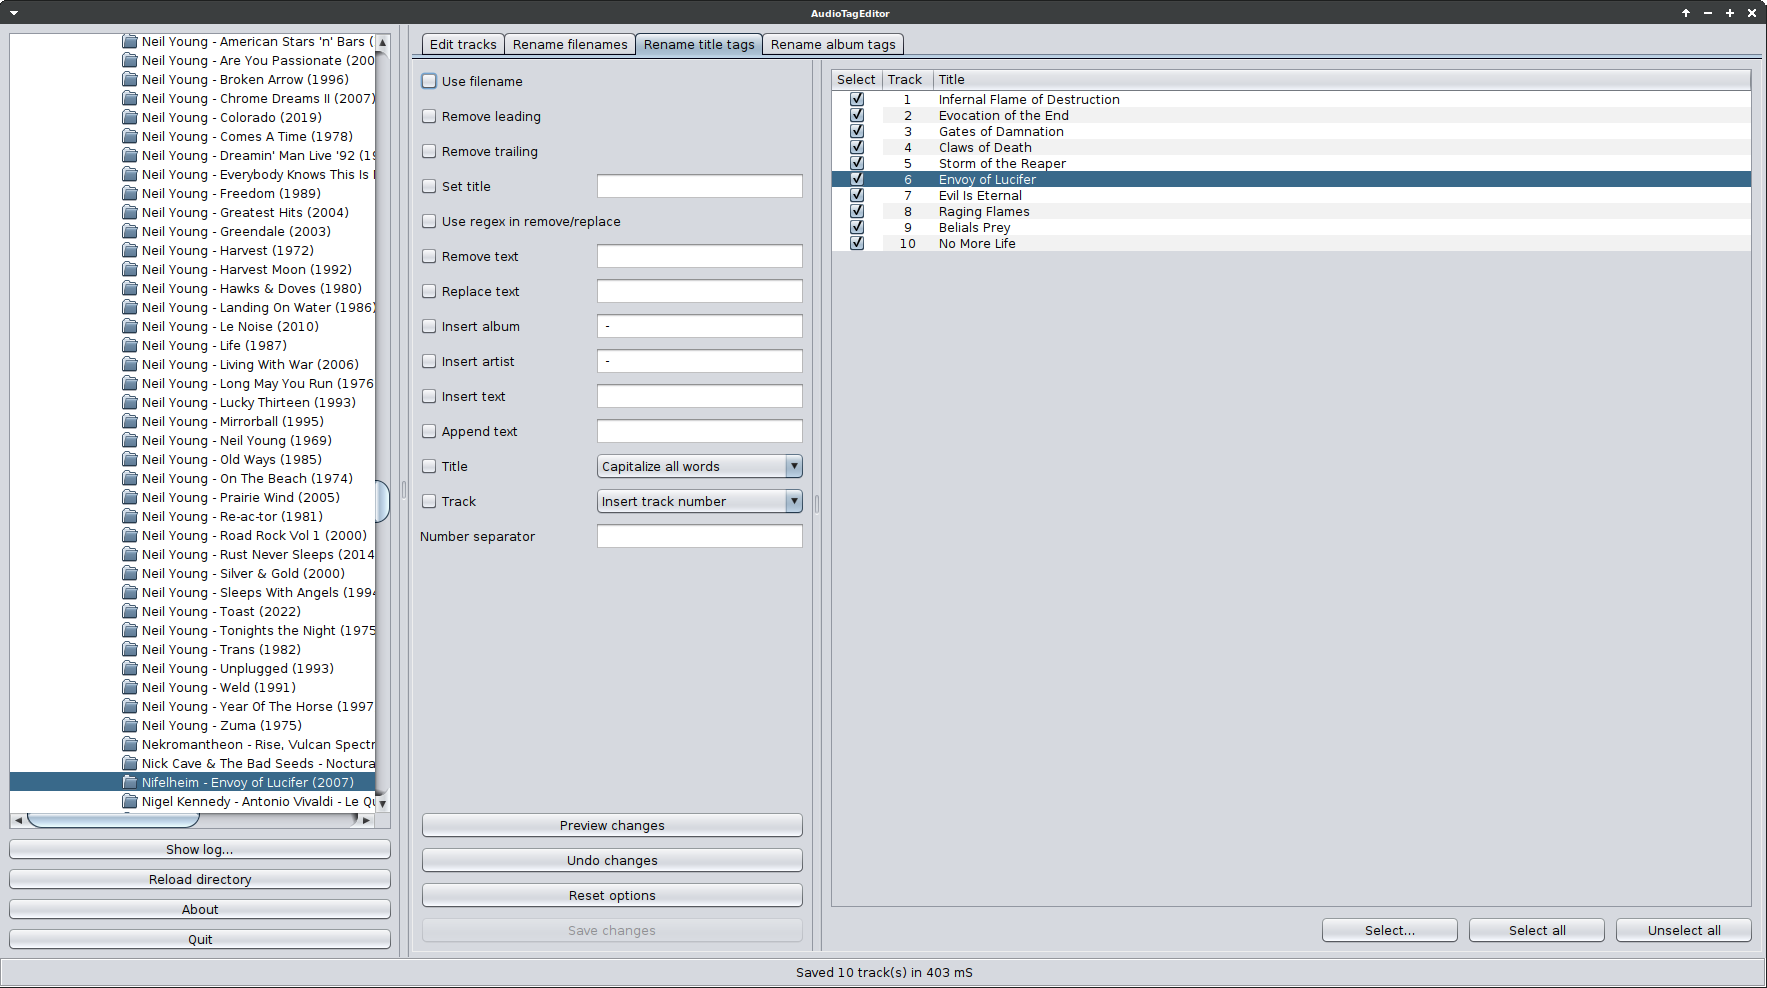 AudioTagEditor
Neil Young - American Stars 'n' Bars (
Neil Young - Are You Passionate (200
Neil Young - Broken Arrow (1996)
Neil Young - Chrome Dreams II (2007)
Neil Young - Colorado (2019)
Neil Young - Comes A Time (1978)
Neil Young - Dreamin' Man Live '92 (19
Neil Young - Everybody Knows This Is
Neil Young - Freedom (1989)
Neil Young - Greatest Hits (2004)
Neil Young - Greendale (2003)
Neil Young - Harvest (1972)
Neil Young - Harvest Moon (1992)
Neil Young - Hawks & Doves (1980)
Neil Young - Landing On Water (1986)
Neil Young - Le Noise (2010)
Neil Young - Life (1987)
Neil Young - Living With War (2006)
Neil Young - Long May You Run (1976
Neil Young - Lucky Thirteen (1993)
Neil Young - Mirrorball (1995)
Neil Young - Neil Young (1969)
Neil Young - Old Ways (1985)
Neil Young - On The Beach (1974)
Neil Young - Prairie Wind (2005)
Neil Young - Re-ac-tor (1981)
Neil Young - Road Rock Vol 1 (2000)
Neil Young - Rust Never Sleeps (2014
Neil Young - Silver & Gold (2000)
Neil Young - Sleeps With Angels (1994
Neil Young - Toast (2022)
Neil Young - Tonights the Night (1975
Neil Young - Trans (1982)
Neil Young - Unplugged (1993)
Neil Young - Weld (1991)
Neil Young - Year Of The Horse (1997
Neil Young - Zuma (1975)
Nekromantheon - Rise, Vulcan Spectr
Nick Cave & The Bad Seeds - Noctura
Nifelheim - Envoy of Lucifer (2007)
Nigel Kennedy - Antonio Vivaldi - Le Qu
Show log...
Reload directory
About
Quit
Edit tracks
Rename filenames
Rename title tags
Rename album tags
Use filename
Remove leading
Remove trailing
Set title
Use regex in remove/replace
Remove text
Replace text
Insert album -
Insert artist -
Insert text
Append text
Title Capitalize all words
Track Insert track number
Number separator
Preview changes
Undo changes
Reset options
Save changes
Select Track Title
1 Infernal Flame of Destruction
2 Evocation of the End
3 Gates of Damnation
4 Claws of Death
5 Storm of the Reaper
6 Envoy of Lucifer
7 Evil Is Eternal
8 Raging Flames
9 Belials Prey
10 No More Life
Select...
Select all
Unselect all
Saved 10 track(s) in 403 mS